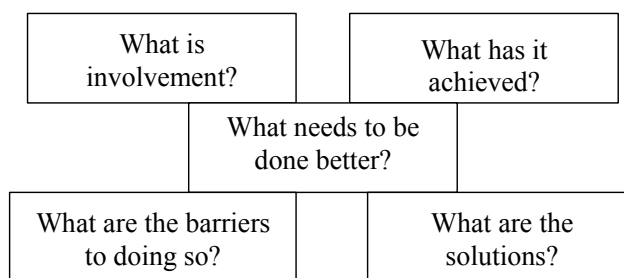 What is
involvement?
What has it
achieved?
What needs to be
done better?
What are the barriers
to doing so?
What are the
solutions?